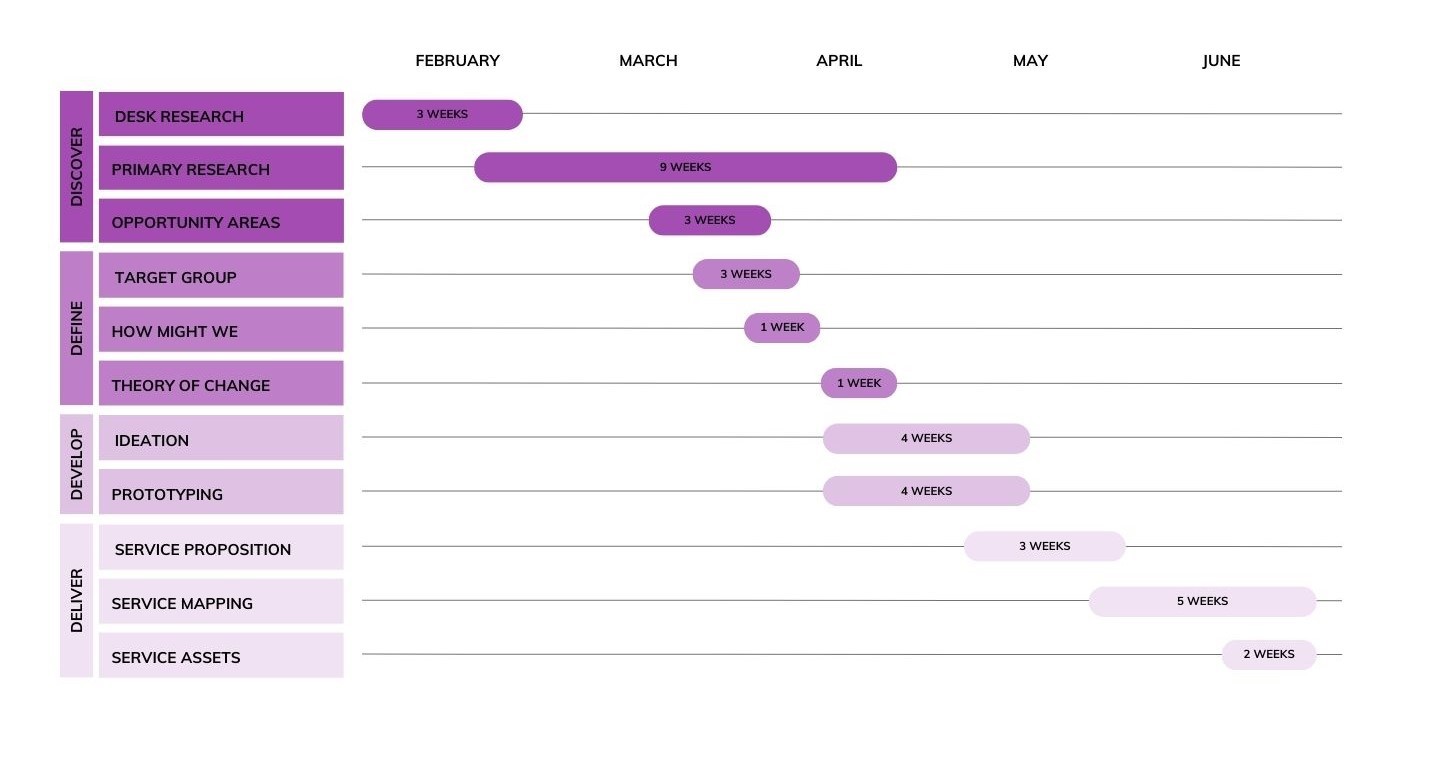 FEBRUARY MARCH APRIL MAY JUNE
DISCOVER
DESK RESEARCH 3 WEEKS
PRIMARY RESEARCH 9 WEEKS
OPPORTUNITY AREAS 3 WEEKS
DEFINE
TARGET GROUP 3 WEEKS
HOW MIGHT WE 1 WEEK
THEORY OF CHANGE 1 WEEK
DEVELOP
IDEATION 4 WEEKS
PROTOTYPING 4 WEEKS
DELIVER
SERVICE PROPOSITION 3 WEEKS
SERVICE MAPPING 5 WEEKS
SERVICE ASSETS 2 WEEKS